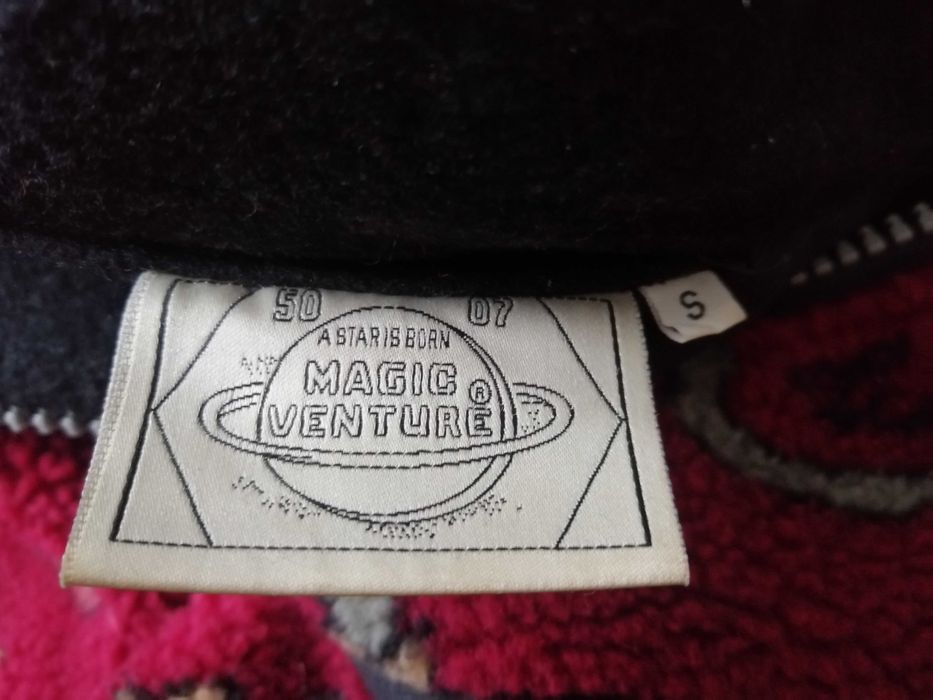 50 07
A STAR IS BORN
MAGIC
VENTURE ®
S